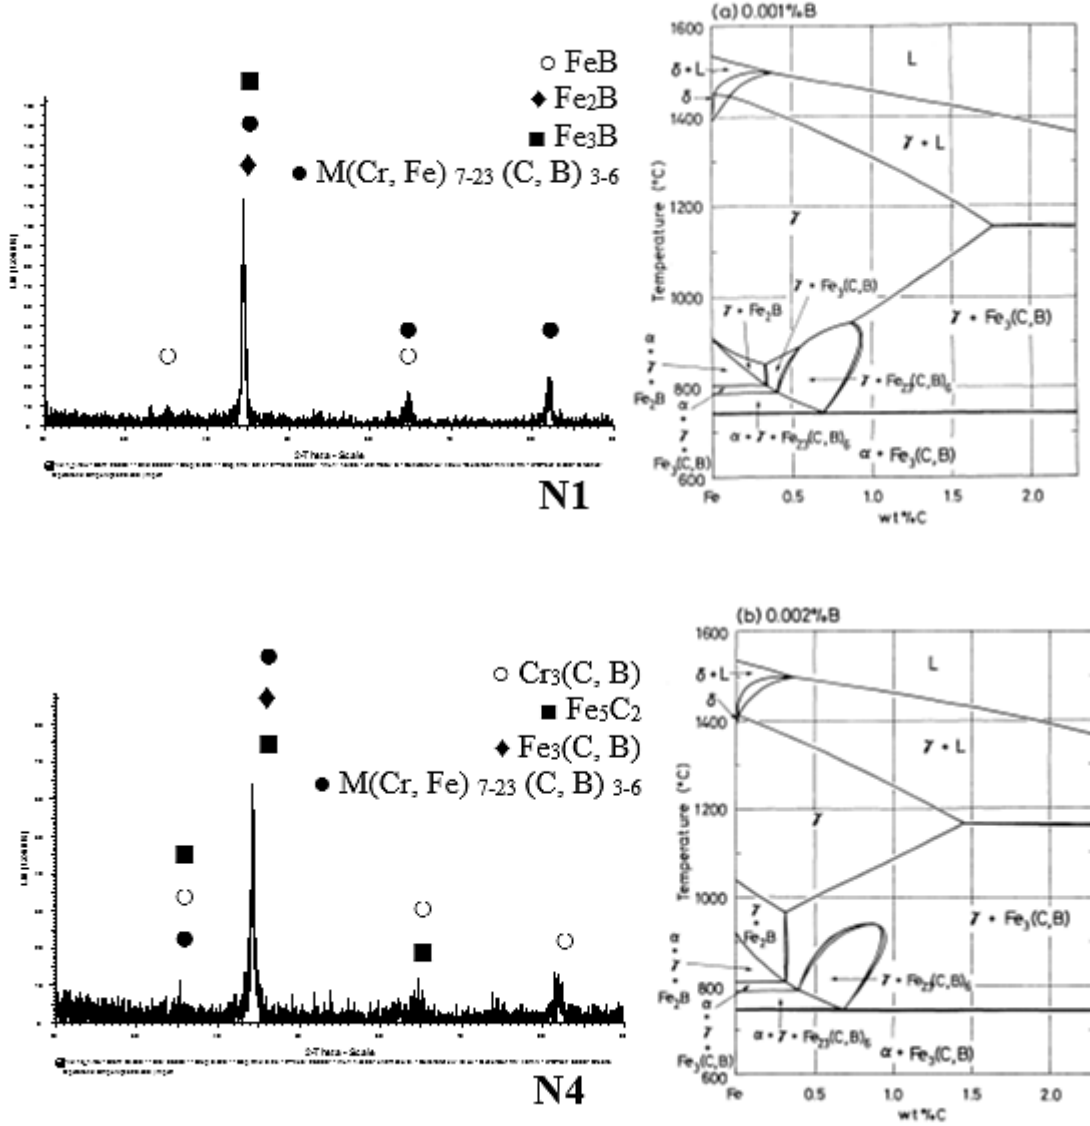 (a) 0.001%B
○ FeB
◆ Fe2B
■ Fe3B
● M(Cr, Fe) 7-23 (C, B) 3-6
2-Theta - Scale
N1
1600
1400
1200
1000
800
600
Temperature (°C)
L
δ + L
δ
γ + L
γ
γ + Fe3(C,B)
γ + Fe2B
γ + Fe3(C,B)
γ + Fe23(C,B)6
α + γ + Fe2B
α + γ + Fe3(C,B)
α + γ + Fe23(C,B)6
α + Fe3(C,B)
Fe 0.5 1.0 1.5 2.0
wt%C
○ Cr3(C, B)
■ Fe5C2
◆ Fe3(C, B)
● M(Cr, Fe) 7-23 (C, B) 3-6
2-Theta - Scale
N4
(b) 0.002%B
1600
1400
1200
1000
800
600
Temperature (°C)
L
δ + L
δ
γ + L
γ
γ + Fe2B
γ + Fe3(C,B)
γ + Fe23(C,B)6
α + γ + Fe2B
α + γ + Fe3(C,B)
α + γ + Fe23(C,B)6
α + Fe3(C,B)
Fe 0.5 1.0 1.5 2.0
wt%C